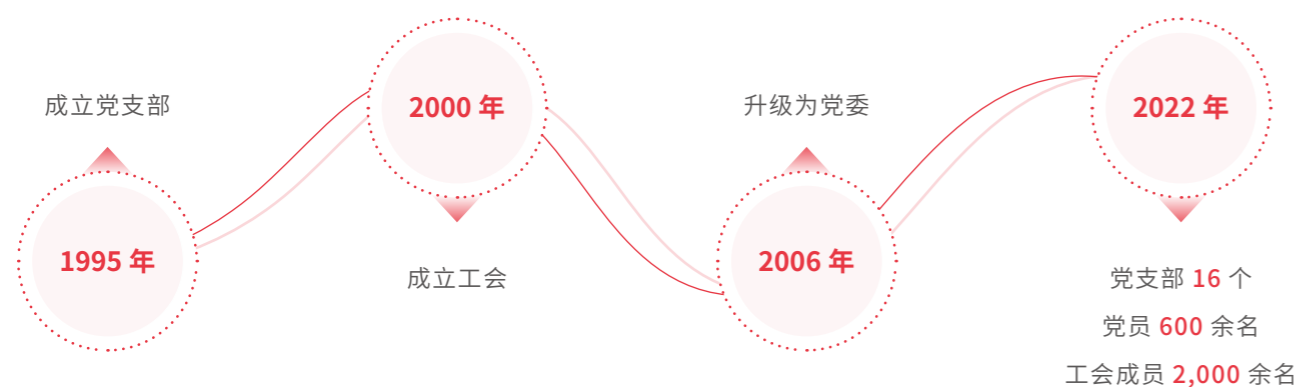 成立党支部
1995 年
2000 年
成立工会
升级为党委
2006 年
2022 年
党支部 16 个
党员 600 余名
工会成员 2,000 余名